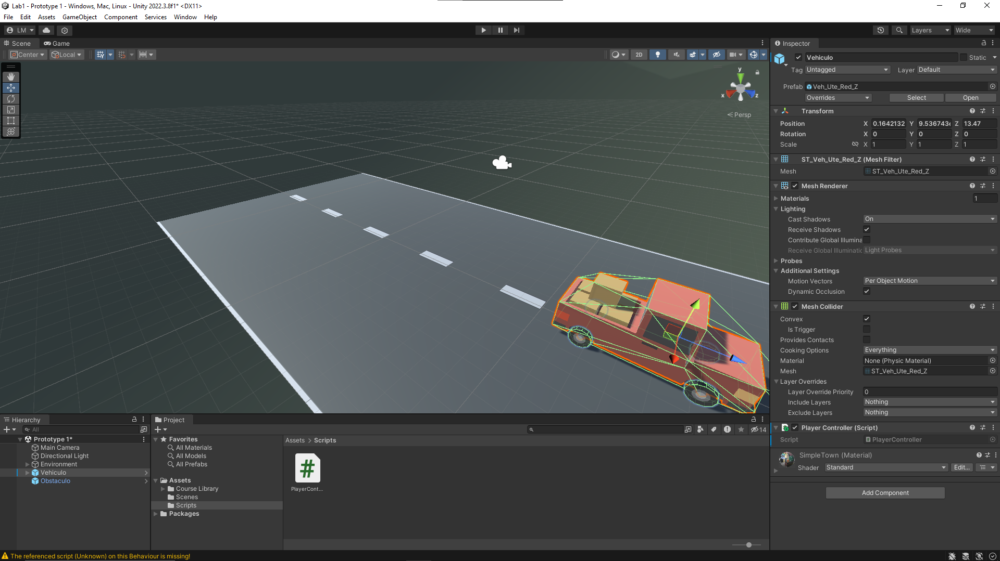 Lab1 - Prototype 1 - Windows, Mac, Linux - Unity 2022.3.8f1* <DX11>
File Edit Assets GameObject Component Services Window Help
LM
Layers
Wide
Scene
Game
Center
Local
2D
y
x
z
Persp
Inspector
Vehiculo
Static
Tag Untagged
Layer Default
Prefab Veh_Ute_Red_Z
Overrides
Select
Open
Transform
Position X 0.1642132 Y 9.536743e Z 13.47
Rotation X 0 Y 0 Z 0
Scale X 1 Y 1 Z 1
ST_Veh_Ute_Red_Z (Mesh Filter)
Mesh ST_Veh_Ute_Red_Z
Mesh Renderer
Materials 1
Lighting
Cast Shadows On
Receive Shadows
Contribute Global Illumina
Receive Global Illuminatic Light Probes
Probes
Additional Settings
Motion Vectors Per Object Motion
Dynamic Occlusion
Mesh Collider
Convex
Is Trigger
Provides Contacts
Cooking Options Everything
Material None (Physic Material)
Mesh ST_Veh_Ute_Red_Z
Layer Overrides
Layer Override Priority 0
Include Layers Nothing
Exclude Layers Nothing
Player Controller (Script)
Script PlayerController
SimpleTown (Material)
Shader Standard Edit...
Add Component
Hierarchy
All
Prototype 1*
Main Camera
Directional Light
Environment
Vehiculo
Obstaculo
Project
14
Favorites
All Materials
All Models
All Prefabs
Assets
Course Library
Scenes
Scripts
Packages
Assets > Scripts
#
PlayerCont...
The referenced script (Unknown) on this Behaviour is missing!